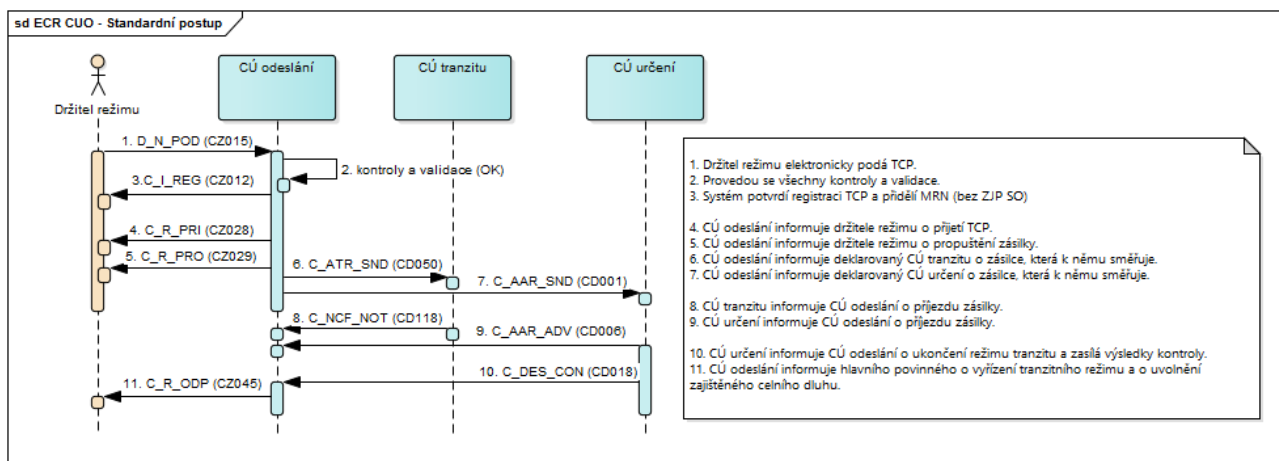 sd ECR CUO - Standardní postup
CÚ odeslání
CÚ tranzitu
CÚ určení
Držitel režimu
1. D_N_POD (CZ015)
2. kontroly a validace (OK)
3.C_I_REG (CZ012)
4. C_R_PRI (CZ028)
5. C_R_PRO (CZ029)
6. C_ATR_SND (CD050)
7. C_AAR_SND (CD001)
8. C_NCF_NOT (CD118)
9. C_AAR_ADV (CD006)
10. C_DES_CON (CD018)
11. C_R_ODP (CZ045)
1. Držitel režimu elektronicky podá TCP.
2. Provedou se všechny kontroly a validace.
3. Systém potvrdí registraci TCP a přidělí MRN (bez ZJP SO)
4. CÚ odeslání informuje držitele režimu o přijetí TCP.
5. CÚ odeslání informuje držitele režimu o propuštění zásilky.
6. CÚ odeslání informuje deklarovaný CÚ tranzitu o zásilce, která k němu směřuje.
7. CÚ odeslání informuje deklarovaný CÚ určení o zásilce, která k němu směřuje.
8. CÚ tranzitu informuje CÚ odeslání o příjezdu zásilky.
9. CÚ určení informuje CÚ odeslání o příjezdu zásilky.
10. CÚ určení informuje CÚ odeslání o ukončení režimu tranzitu a zasílá výsledky kontroly.
11. CÚ odeslání informuje hlavního povinného o vyřízení tranzitního režimu a o uvolnění
zajištěného celního dluhu.